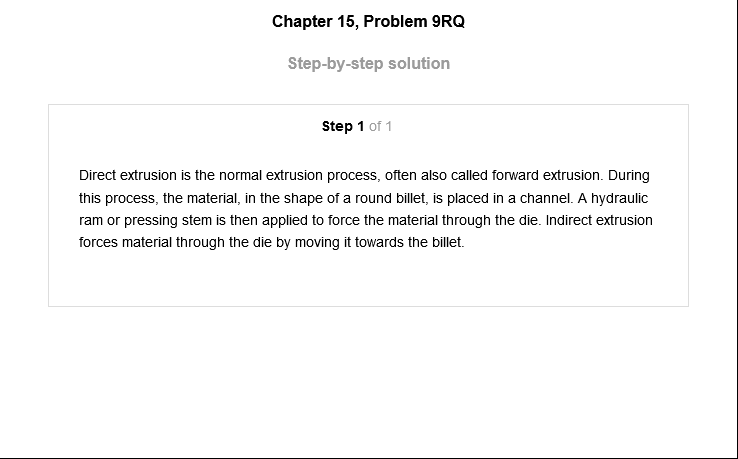 Chapter 15, Problem 9RQ
Step-by-step solution
Step 1 of 1
Direct extrusion is the normal extrusion process, often also called forward extrusion. During
this process, the material, in the shape of a round billet, is placed in a channel. A hydraulic
ram or pressing stem is then applied to force the material through the die. Indirect extrusion
forces material through the die by moving it towards the billet.